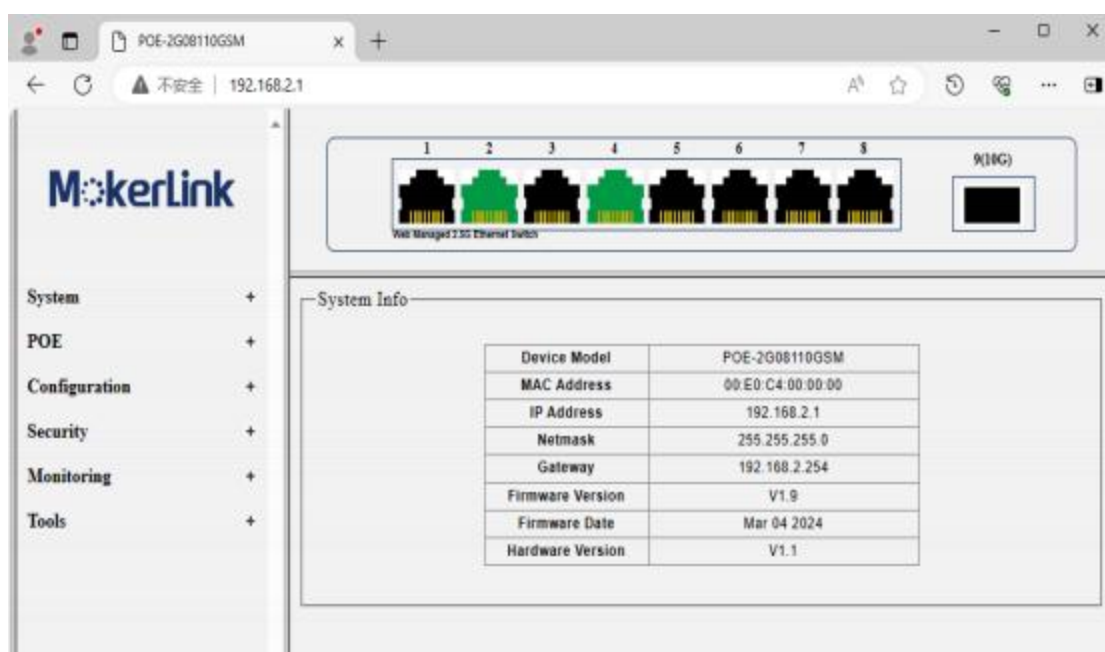 POE-2G08110GSM
不安全 | 192.168.2.1
MokerLink
1 2 3 4 5 6 7 8
9(10G)
Web Managed 2.5G Ethernet Switch
System +
POE +
Configuration +
Security +
Monitoring +
Tools +
System Info
Device Model POE-2G08110GSM
MAC Address 00:E0:C4:00:00:00
IP Address 192.168.2.1
Netmask 255.255.255.0
Gateway 192.168.2.254
Firmware Version V1.9
Firmware Date Mar 04 2024
Hardware Version V1.1